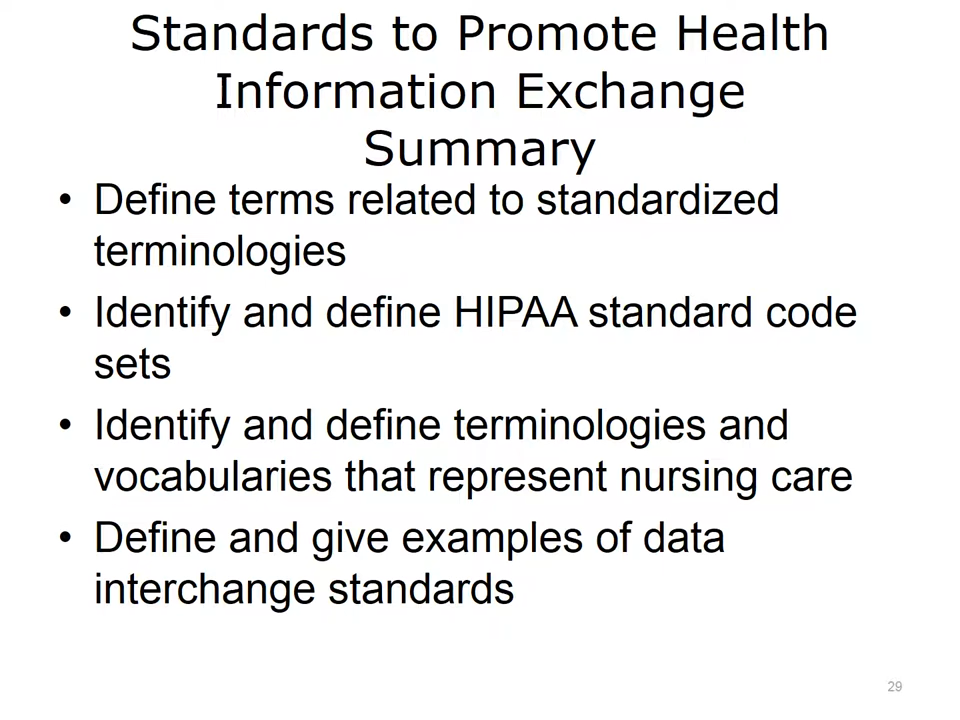 Standards to Promote Health
Information Exchange
Summary
• Define terms related to standardized
terminologies
• Identify and define HIPAA standard code
sets
• Identify and define terminologies and
vocabularies that represent nursing care
• Define and give examples of data
interchange standards
29